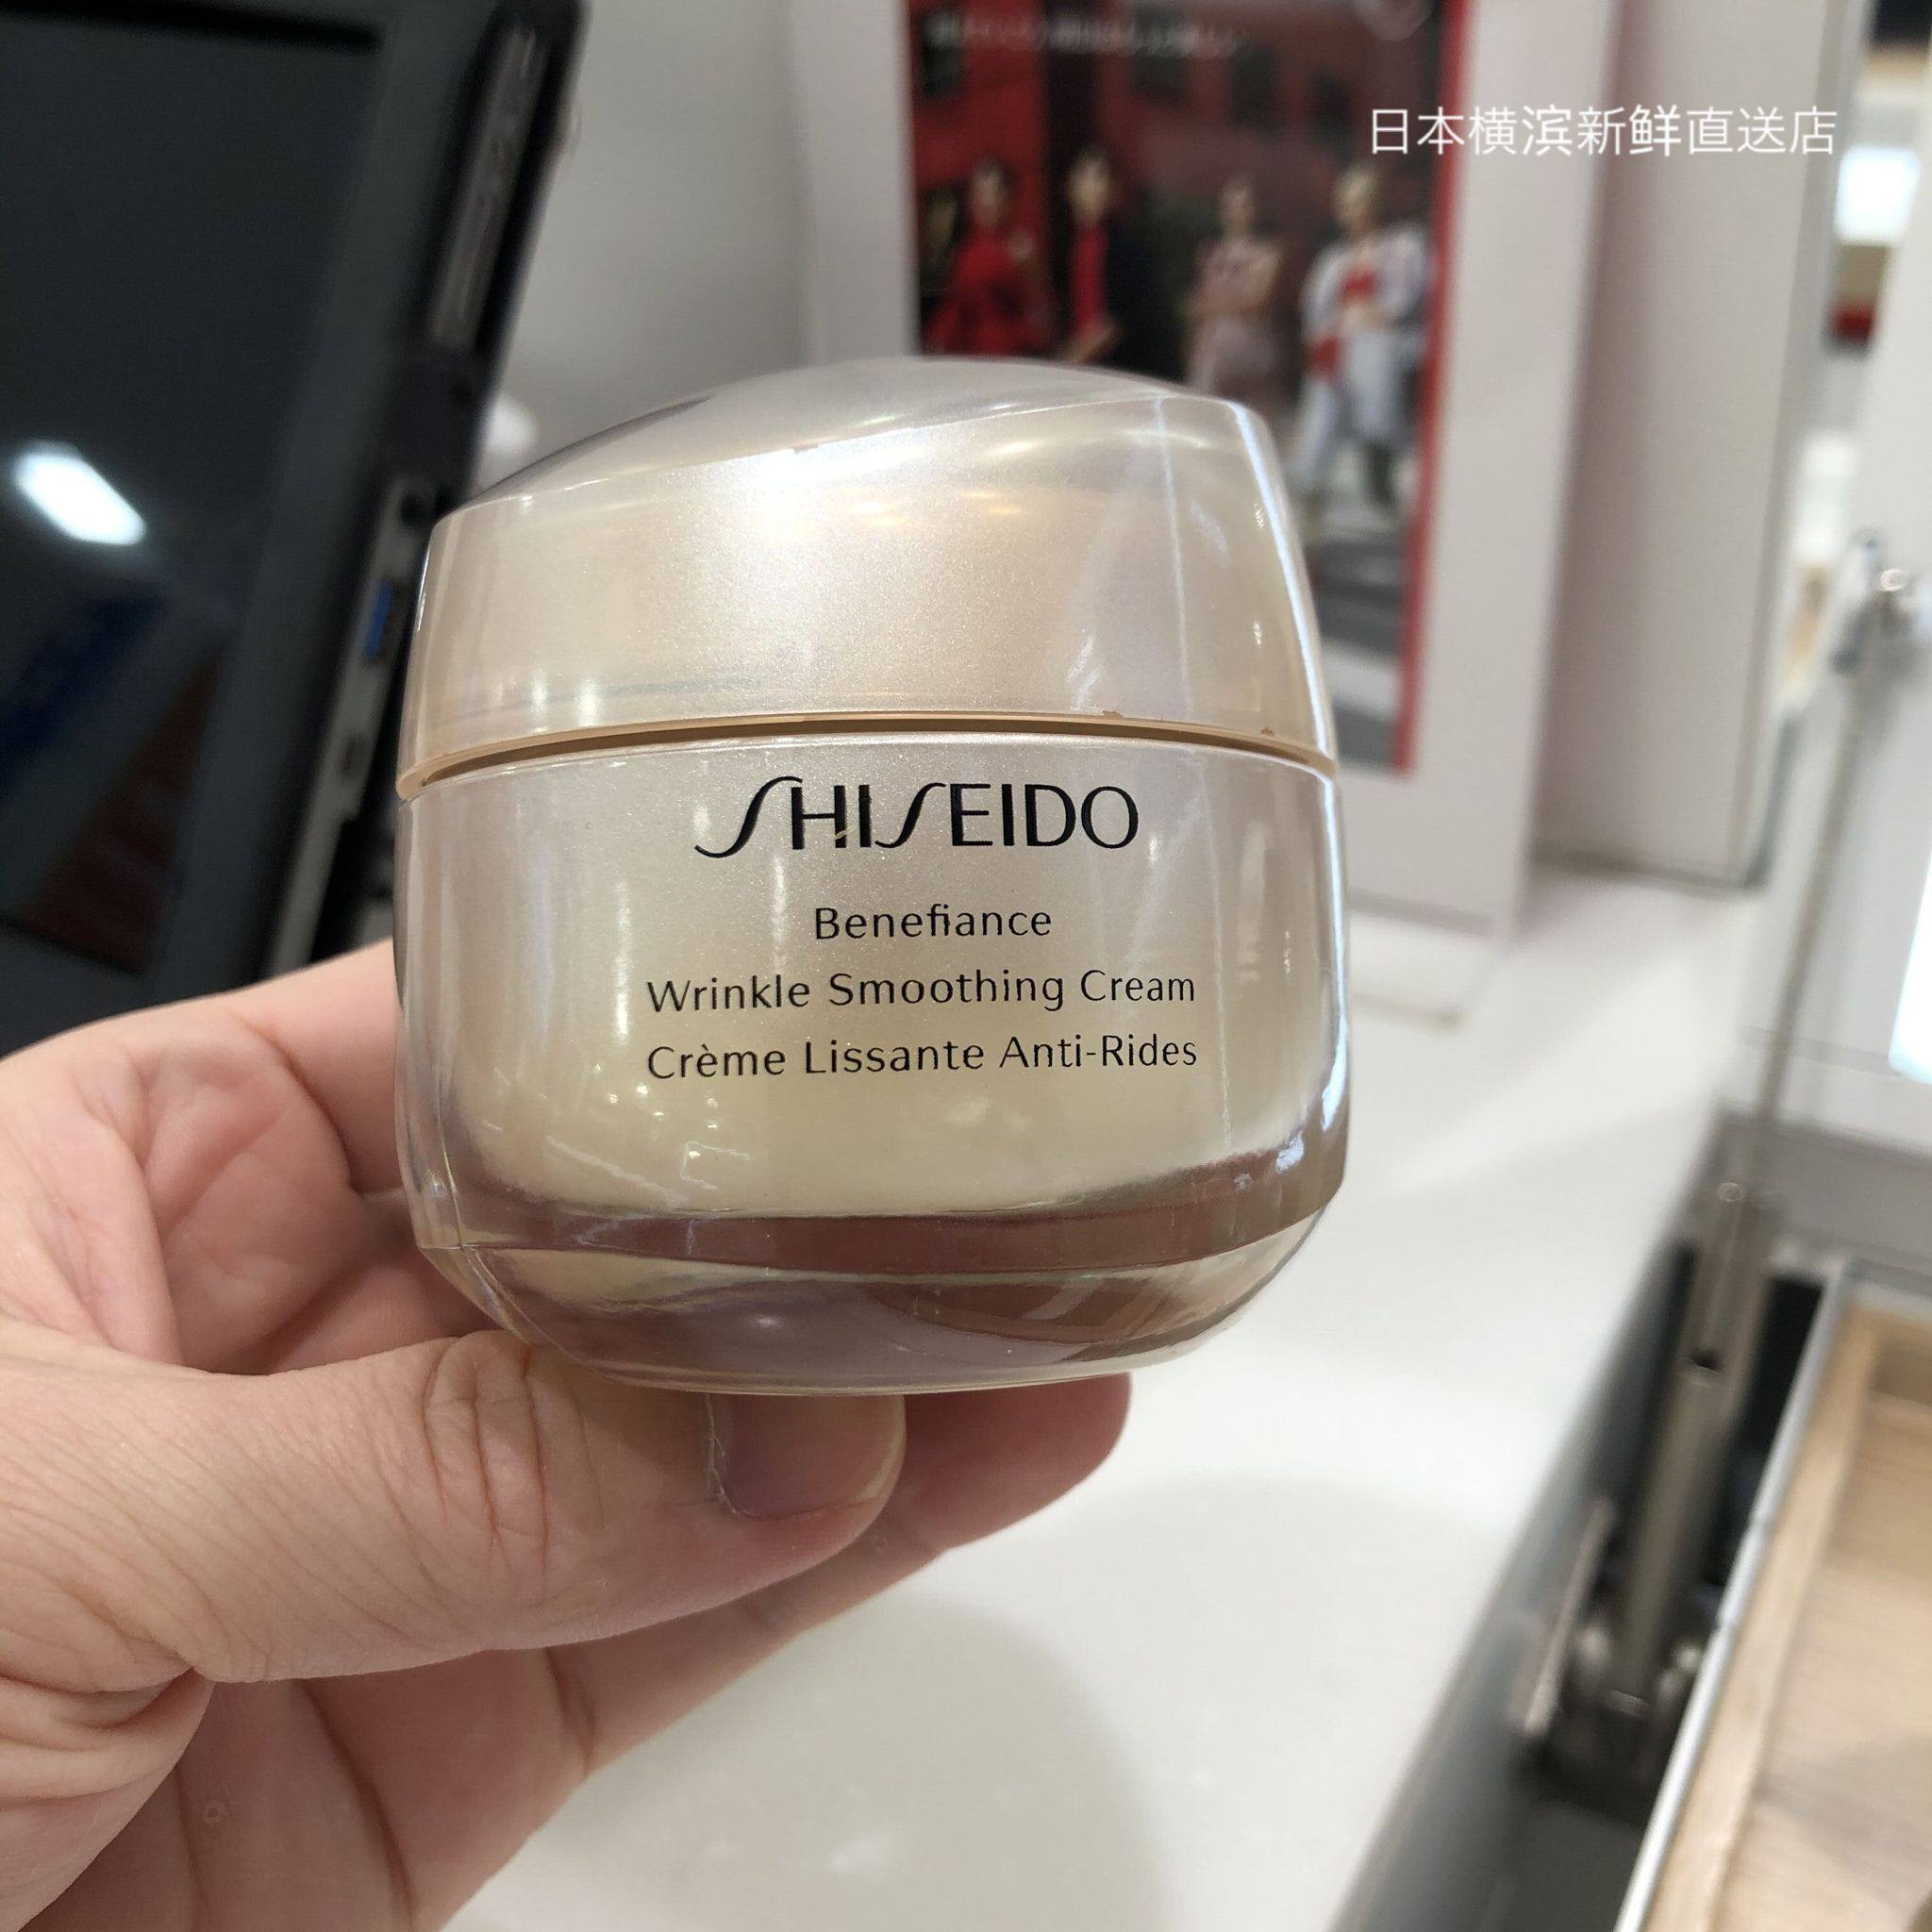 日本横滨新鲜直送店
SHISEIDO
Benefiance
Wrinkle Smoothing Cream
Crème Lissante Anti-Rides